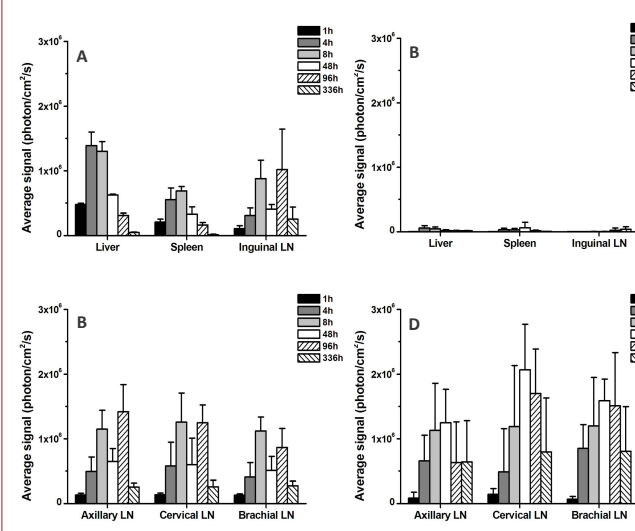 A
1h
4h
8h
48h
96h
336h
3x10⁶
2x10⁶
1x10⁶
0
Average signal (photon/cm²/s)
Liver Spleen Inguinal LN
B
3x10⁶
2x10⁶
1x10⁶
0
Average signal (photon/cm²/s)
Liver Spleen Inguinal LN
B
1h
4h
8h
48h
96h
336h
3x10⁶
2x10⁶
1x10⁶
0
Average signal (photon/cm²/s)
Axillary LN Cervical LN Brachial LN
D
3x10⁶
2x10⁶
1x10⁶
0
Average signal (photon/cm²/s)
Axillary LN Cervical LN Brachial LN